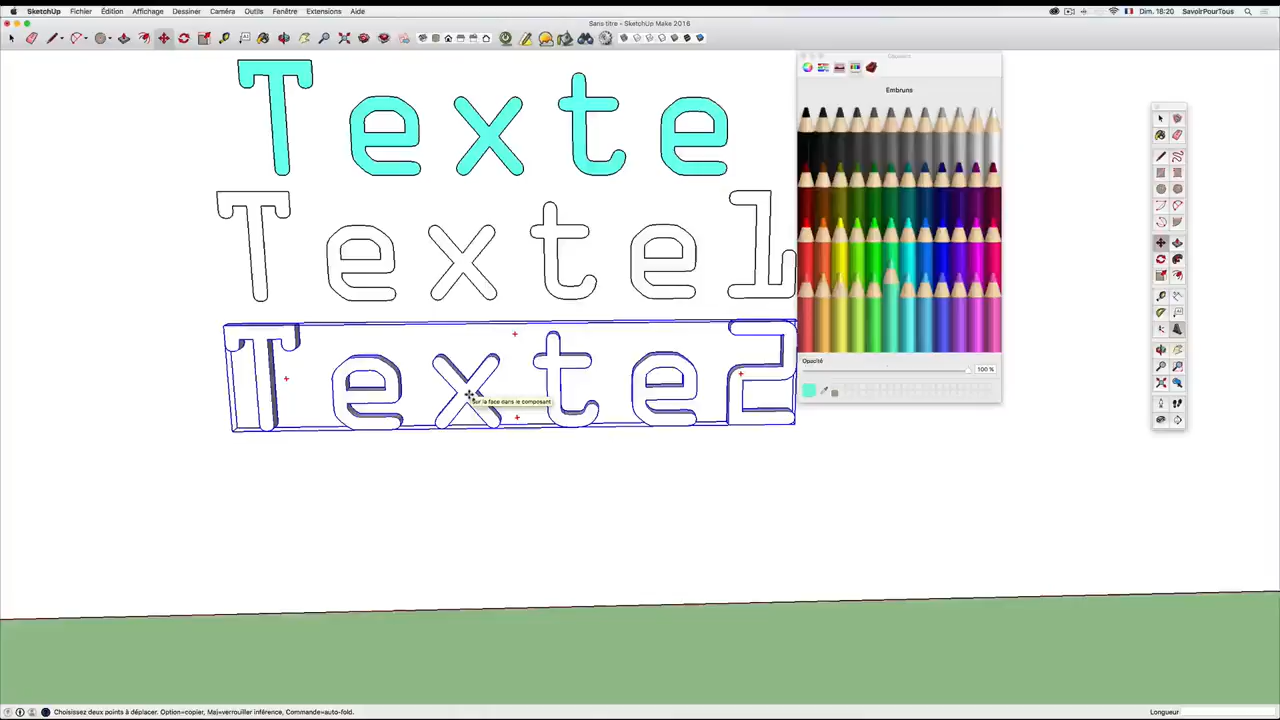 SketchUp Fichier Édition Affichage Dessiner Caméra Outils Fenêtre Extensions Aide Dim. 18:20 SavoirPourTous
Sans titre - SketchUp Make 2016
Couleurs
Embruns
Texte
Texte1
Texte2
Sur la face dans le composant
Opacité
100 %
Choisissez deux points à déplacer. Option=copier, Maj=verrouiller inférence, Commande=auto-fold. Longueur